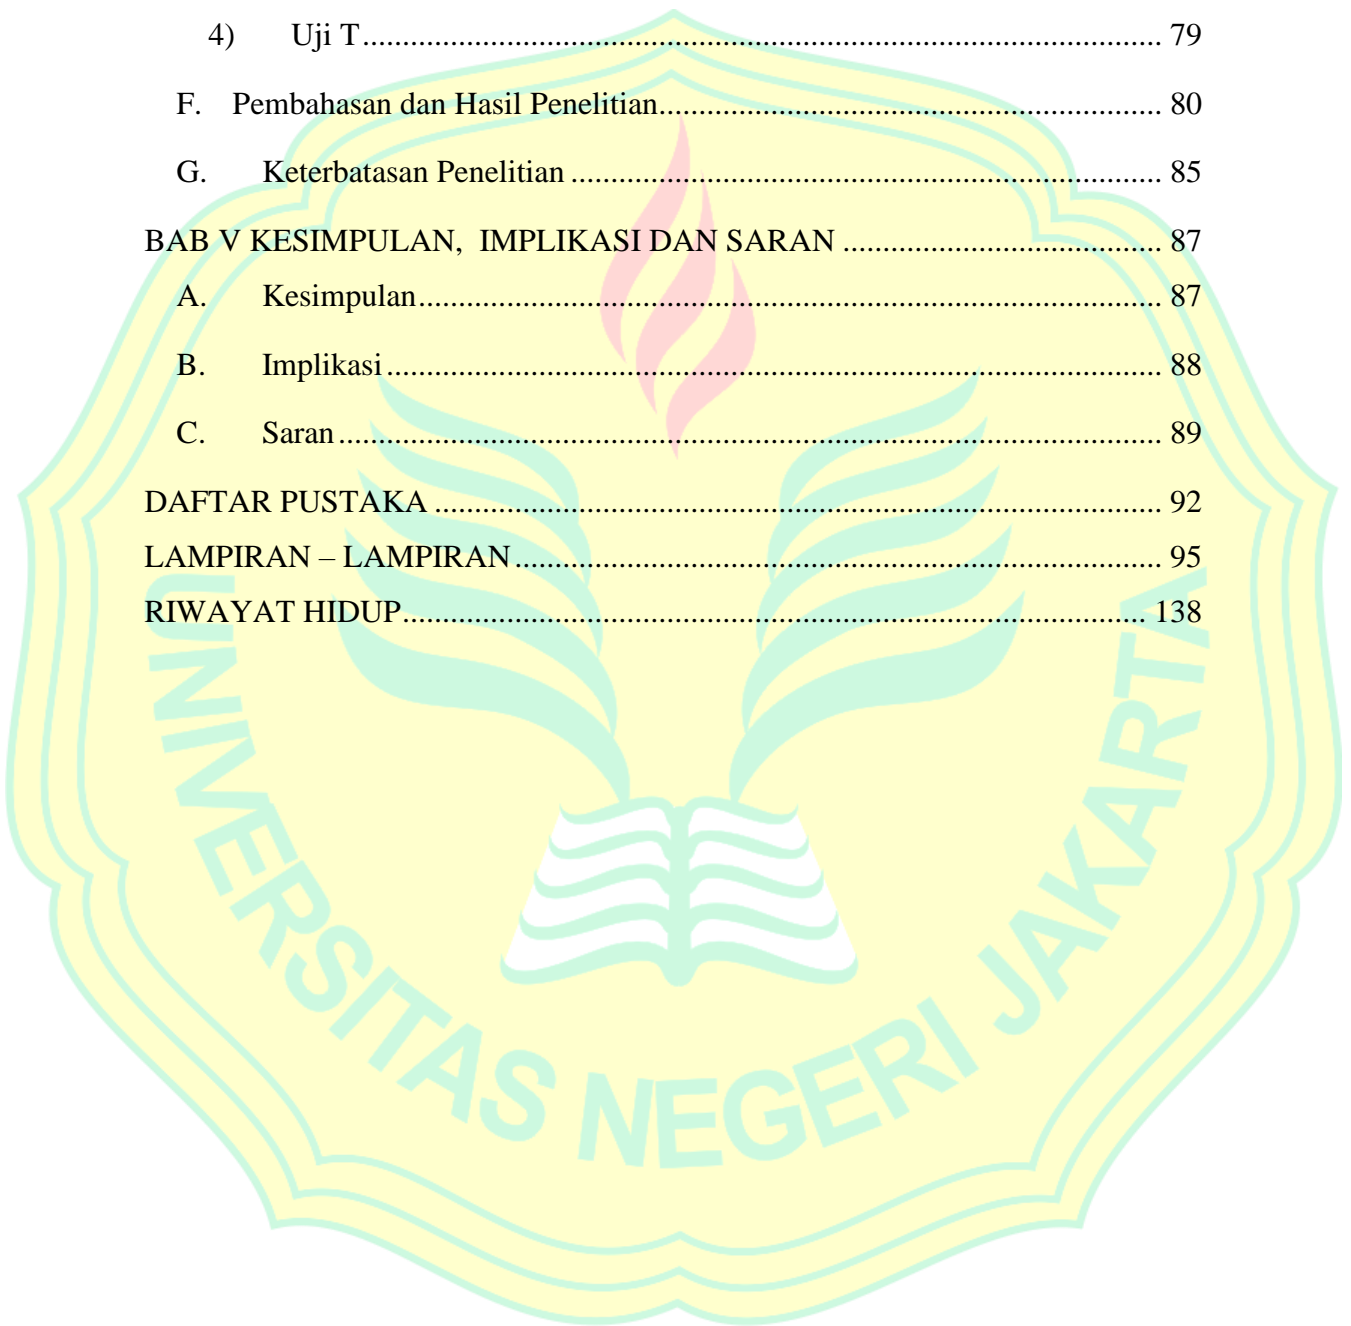 4) Uji T........................................................................ 79
F. Pembahasan dan Hasil Penelitian........................................................................ 80
G. Keterbatasan Penelitian ........................................................................ 85
BAB V KESIMPULAN, IMPLIKASI DAN SARAN ........................................................................ 87
A. Kesimpulan........................................................................ 87
B. Implikasi........................................................................ 88
C. Saran........................................................................ 89
DAFTAR PUSTAKA ........................................................................ 92
LAMPIRAN – LAMPIRAN........................................................................ 95
RIWAYAT HIDUP........................................................................ 138
UNIVERSITAS NEGERI JAKARTA